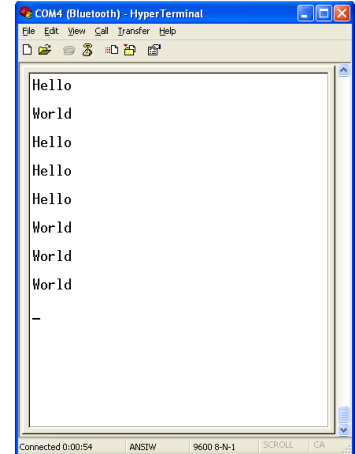 COM4 (Bluetooth) - HyperTerminal
File Edit View Call Transfer Help
Hello
World
Hello
Hello
Hello
World
World
World
_
Connected 0:00:54 ANSIW 9600 8-N-1 SCROLL CA